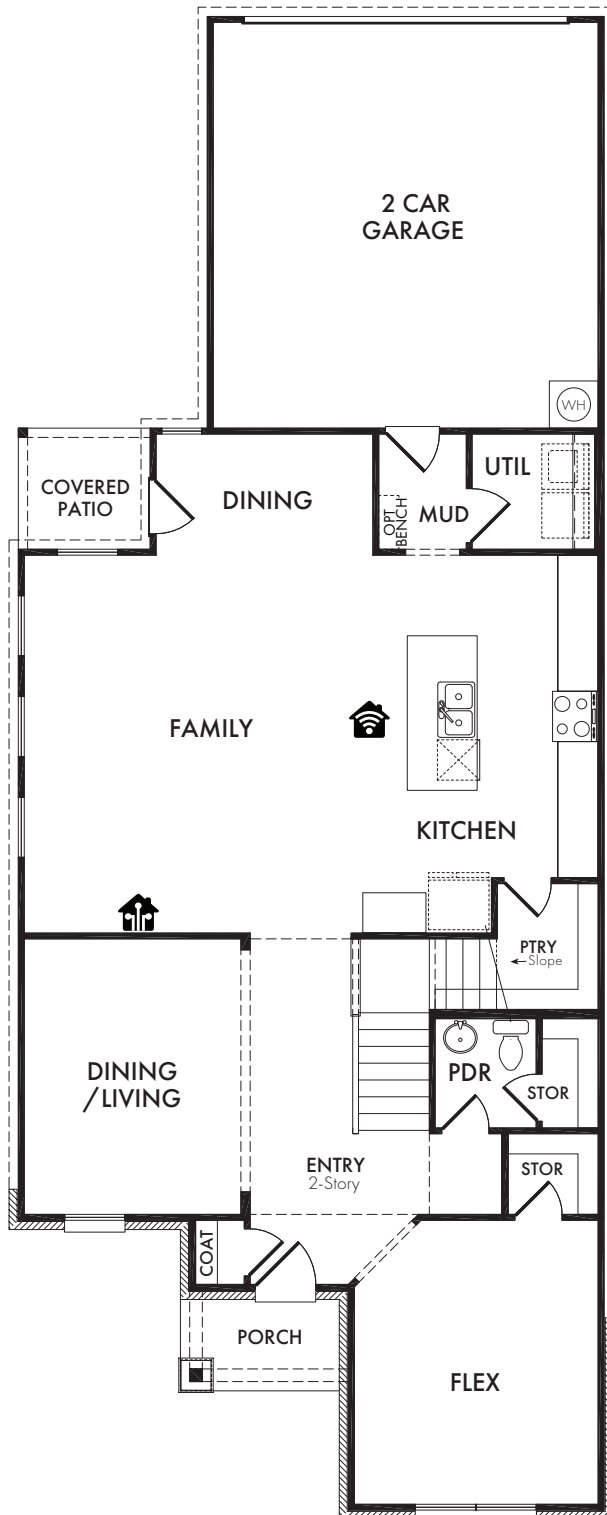 2 CAR
GARAGE
WH
COVERED
PATIO
DINING
UTIL
OPT
BENCH
MUD
FAMILY
KITCHEN
PTRY
←Slope
DINING
/LIVING
PDR
STOR
ENTRY
2-Story
STOR
COAT
PORCH
FLEX